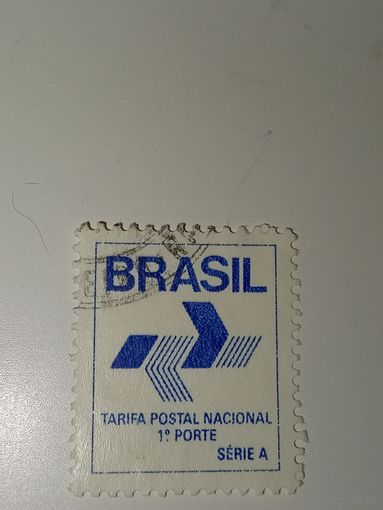 BRASIL
TARIFA POSTAL NACIONAL
1º PORTE
SÉRIE A